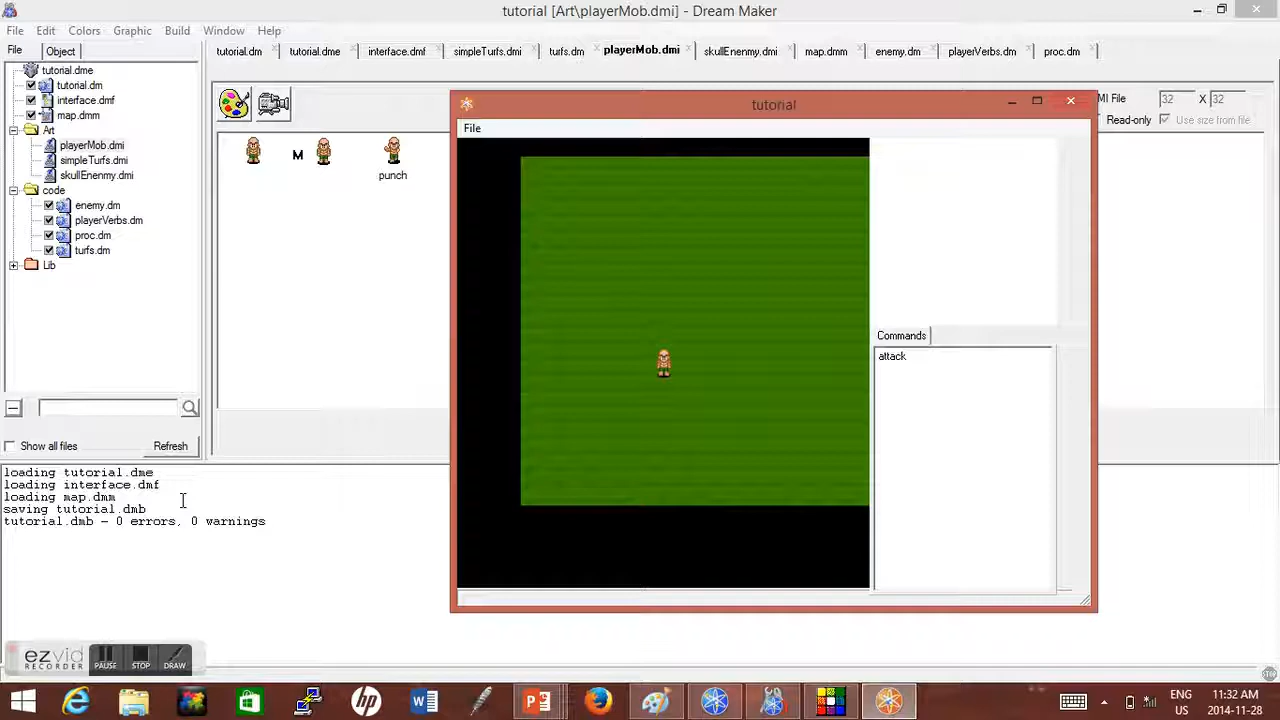 tutorial [Art\playerMob.dmi] - Dream Maker
File Edit Colors Graphic Build Window Help
File Object
tutorial.dm tutorial.dme interface.dmf simpleTurfs.dmi turfs.dm playerMob.dmi skullEnenmy.dmi map.dmm enemy.dm playerVerbs.dm proc.dm
tutorial.dme
tutorial.dm
interface.dmf
map.dmm
Art
playerMob.dmi
simpleTurfs.dmi
skullEnenmy.dmi
code
enemy.dm
playerVerbs.dm
proc.dm
turfs.dm
Lib
Show all files
Refresh
M
punch
MI File 32 X 32
Read-only Use size from file
tutorial
File
Commands
attack
loading tutorial.dme
loading interface.dmf
loading map.dmm
saving tutorial.dmb
tutorial.dmb - 0 errors, 0 warnings
ezvid
RECORDER
PAUSE STOP DRAW
ENG
US
11:32 AM
2014-11-28